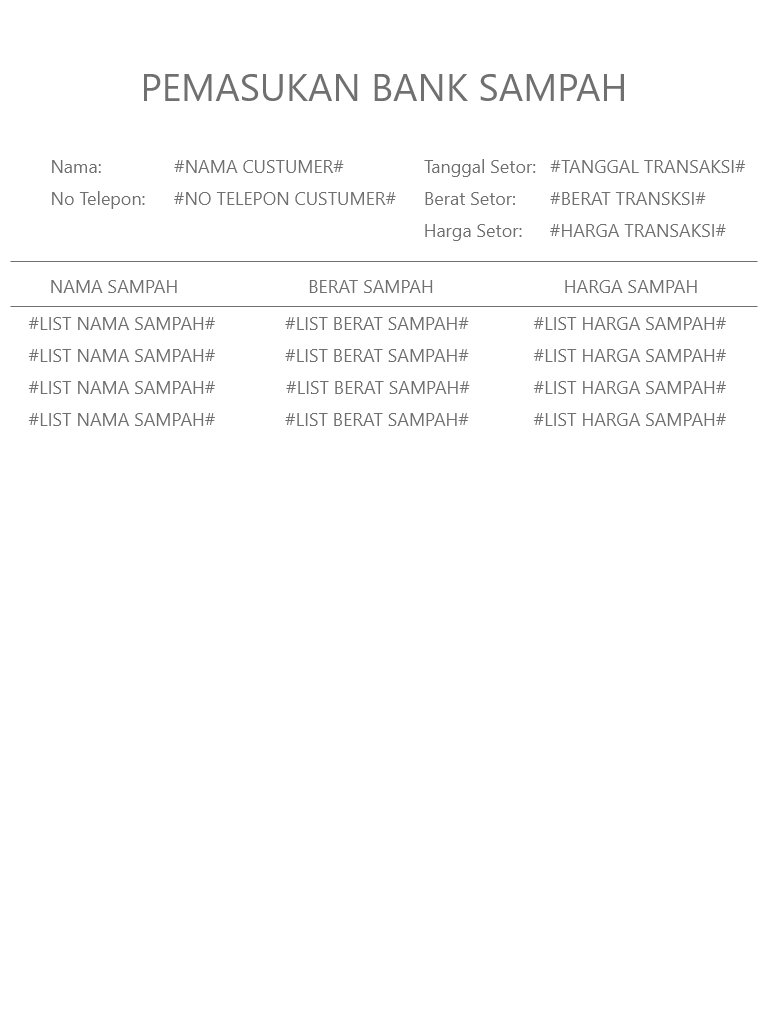 PEMASUKAN BANK SAMPAH
Nama: #NAMA CUSTUMER# Tanggal Setor: #TANGGAL TRANSAKSI#
No Telepon: #NO TELEPON CUSTUMER# Berat Setor: #BERAT TRANSKSI#
Harga Setor: #HARGA TRANSAKSI#
NAMA SAMPAH BERAT SAMPAH HARGA SAMPAH
#LIST NAMA SAMPAH# #LIST BERAT SAMPAH# #LIST HARGA SAMPAH#
#LIST NAMA SAMPAH# #LIST BERAT SAMPAH# #LIST HARGA SAMPAH#
#LIST NAMA SAMPAH# #LIST BERAT SAMPAH# #LIST HARGA SAMPAH#
#LIST NAMA SAMPAH# #LIST BERAT SAMPAH# #LIST HARGA SAMPAH#